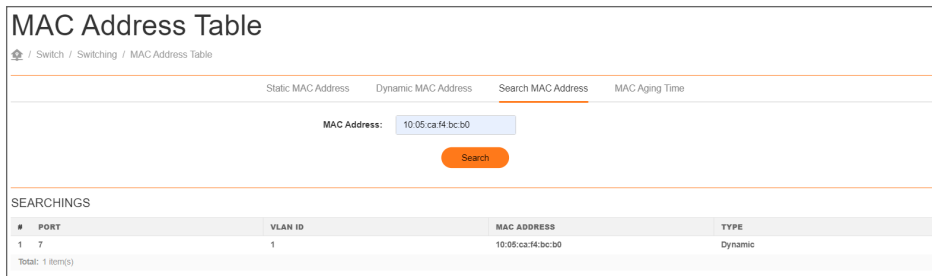 MAC Address Table
/ Switch / Switching / MAC Address Table
Static MAC Address Dynamic MAC Address Search MAC Address MAC Aging Time
MAC Address: 10:05:ca:f4:bc:b0
Search
SEARCHINGS
# PORT VLAN ID MAC ADDRESS TYPE
1 7 1 10:05:ca:f4:bc:b0 Dynamic
Total: 1 item(s)